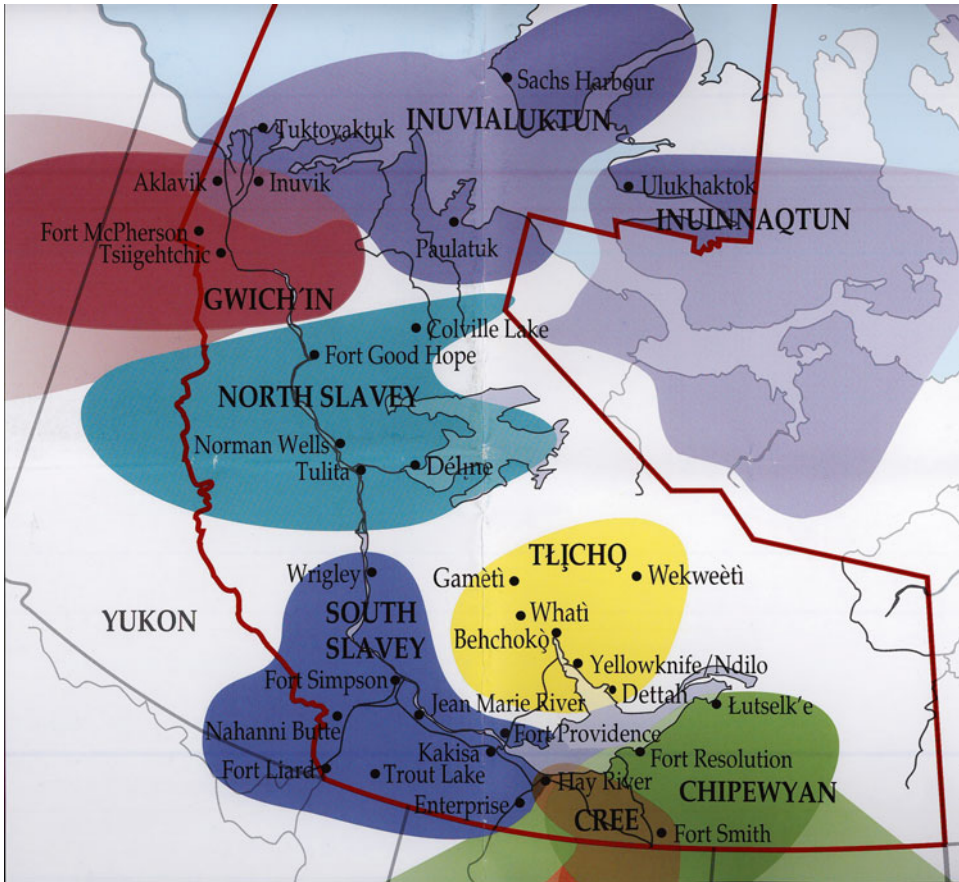 Sachs Harbour
INUVIALUKTUN
Tuktoyaktuk
Aklavik
Inuvik
Ulukhaktok
INUINNAQTUN
Fort McPherson
Paulatuk
Tsiigehtchic
GWICH´IN
Colville Lake
Fort Good Hope
NORTH SLAVEY
Norman Wells
Tulita
Délįne
TŁĮCHǪ
Wrigley
Gamètì
Wekweètì
YUKON
SOUTH
SLAVEY
Whatì
Behchokǫ̀
Yellowknife/Ndilo
Fort Simpson
Dettah
Jean Marie River
Łutselk'e
Nahanni Butte
Fort Providence
Kakisa
Fort Resolution
Fort Liard
Trout Lake
Hay River
CHIPEWYAN
Enterprise
CREE
Fort Smith